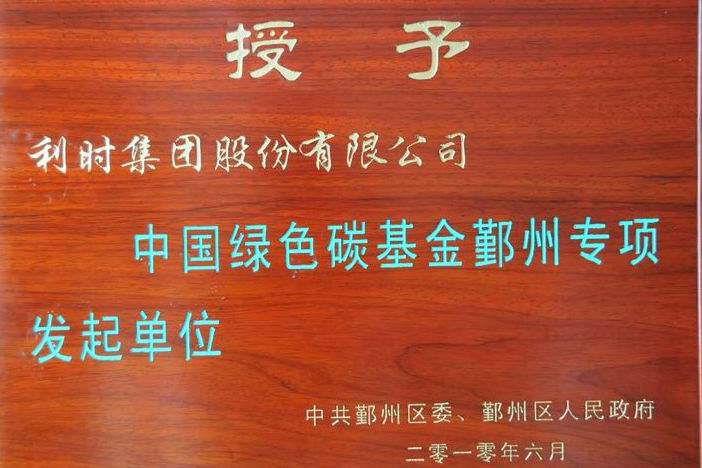 授予
利时集团股份有限公司
中国绿色碳基金鄞州专项
发起单位
中共鄞州区委、鄞州区人民政府
二零一零年六月